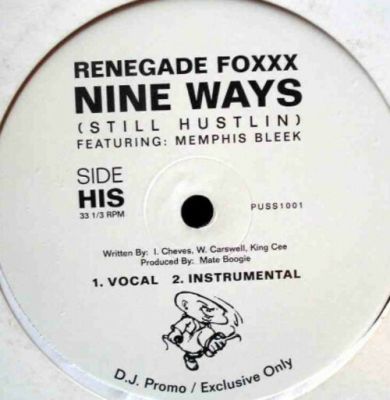 RENEGADE FOXXX
NINE WAYS
(STILL HUSTLIN)
FEATURING: MEMPHIS BLEEK
SIDE
HIS
33 1/3 RPM
PUSS1001
Written By: I. Cheves, W. Carswell, King Cee
Produced By: Mate Boogie
1. VOCAL 2. INSTRUMENTAL
D.J. Promo / Exclusive Only